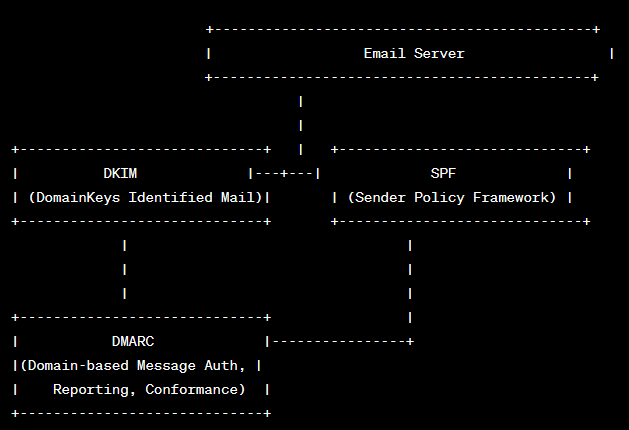 +---------------------------------------------+
|                  Email Server                 |
+---------------------------------------------+
|
|
+-----------------------------+   |   +-----------------------------+
|          DKIM             |---+---|             SPF             |
| (DomainKeys Identified Mail)|       | (Sender Policy Framework) |
+-----------------------------+       +-----------------------------+
|                                 |
|                                 |
|                                 |
+-----------------------------+                 |
|           DMARC             |----------------+
|(Domain-based Message Auth, |
|    Reporting, Conformance)  |
+-----------------------------+